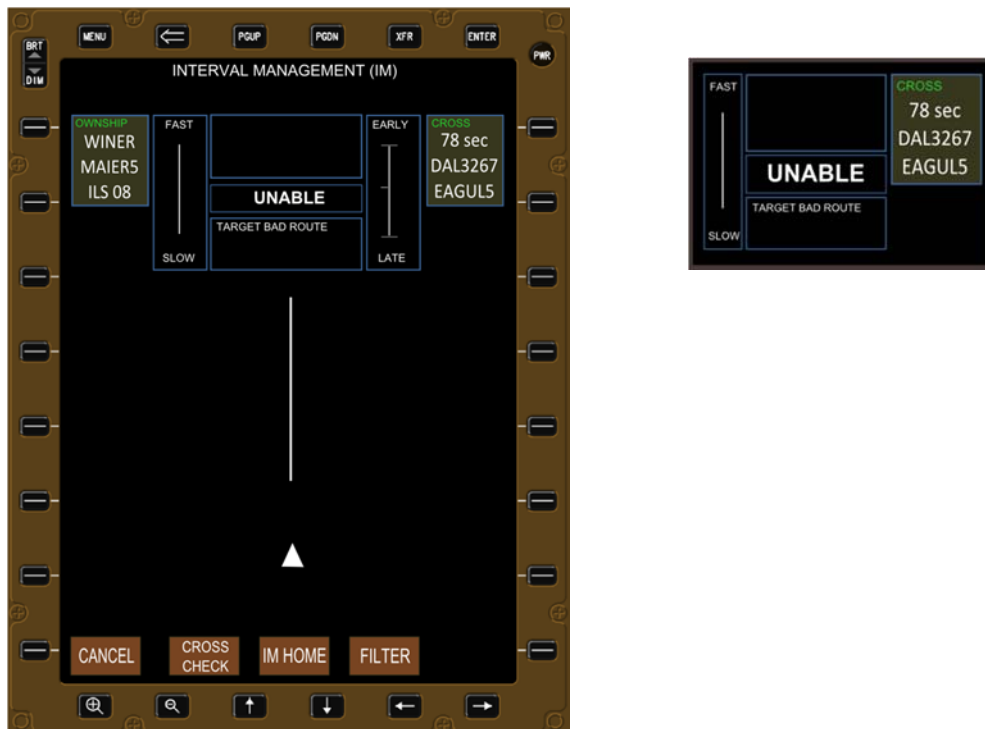 MENU
PGUP
PGDN
XFR
ENTER
BRT
DIM
PWR
INTERVAL MANAGEMENT (IM)
OWNSHIP
WINER
MAIER5
ILS 08
FAST
SLOW
UNABLE
TARGET BAD ROUTE
EARLY
LATE
CROSS
78 sec
DAL3267
EAGUL5
CANCEL
CROSS
CHECK
IM HOME
FILTER
FAST
SLOW
UNABLE
TARGET BAD ROUTE
CROSS
78 sec
DAL3267
EAGUL5